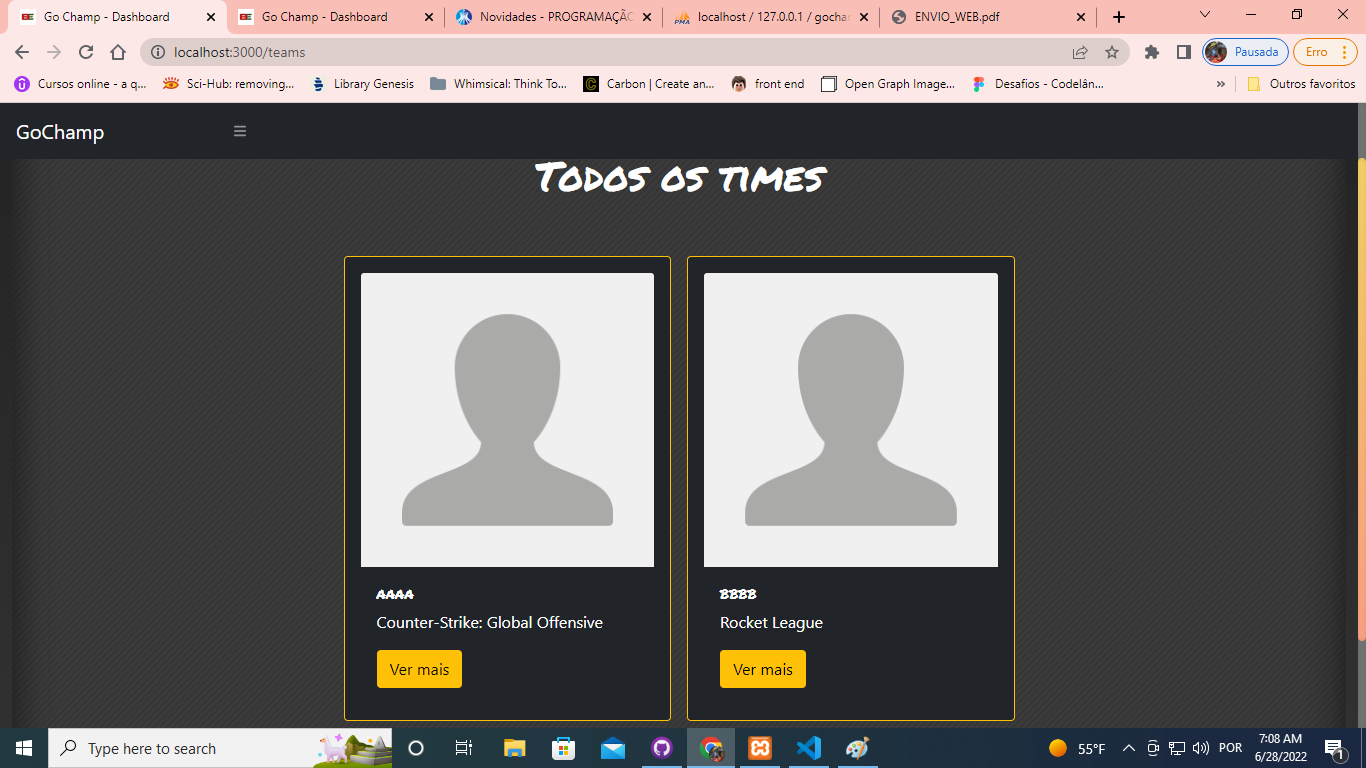 Go Champ - Dashboard
Go Champ - Dashboard
Novidades - PROGRAMAÇÃO
localhost / 127.0.0.1 / gochar
ENVIO_WEB.pdf
localhost:3000/teams
Pausada
Erro
Cursos online - a q...
Sci-Hub: removing...
Library Genesis
Whimsical: Think To...
Carbon | Create an...
front end
Open Graph Image...
Desafios - Codelân...
»
Outros favoritos
GoChamp
Todos os times
AAAA
Counter-Strike: Global Offensive
Ver mais
BBBB
Rocket League
Ver mais
Type here to search
55°F
POR
7:08 AM
6/28/2022
1